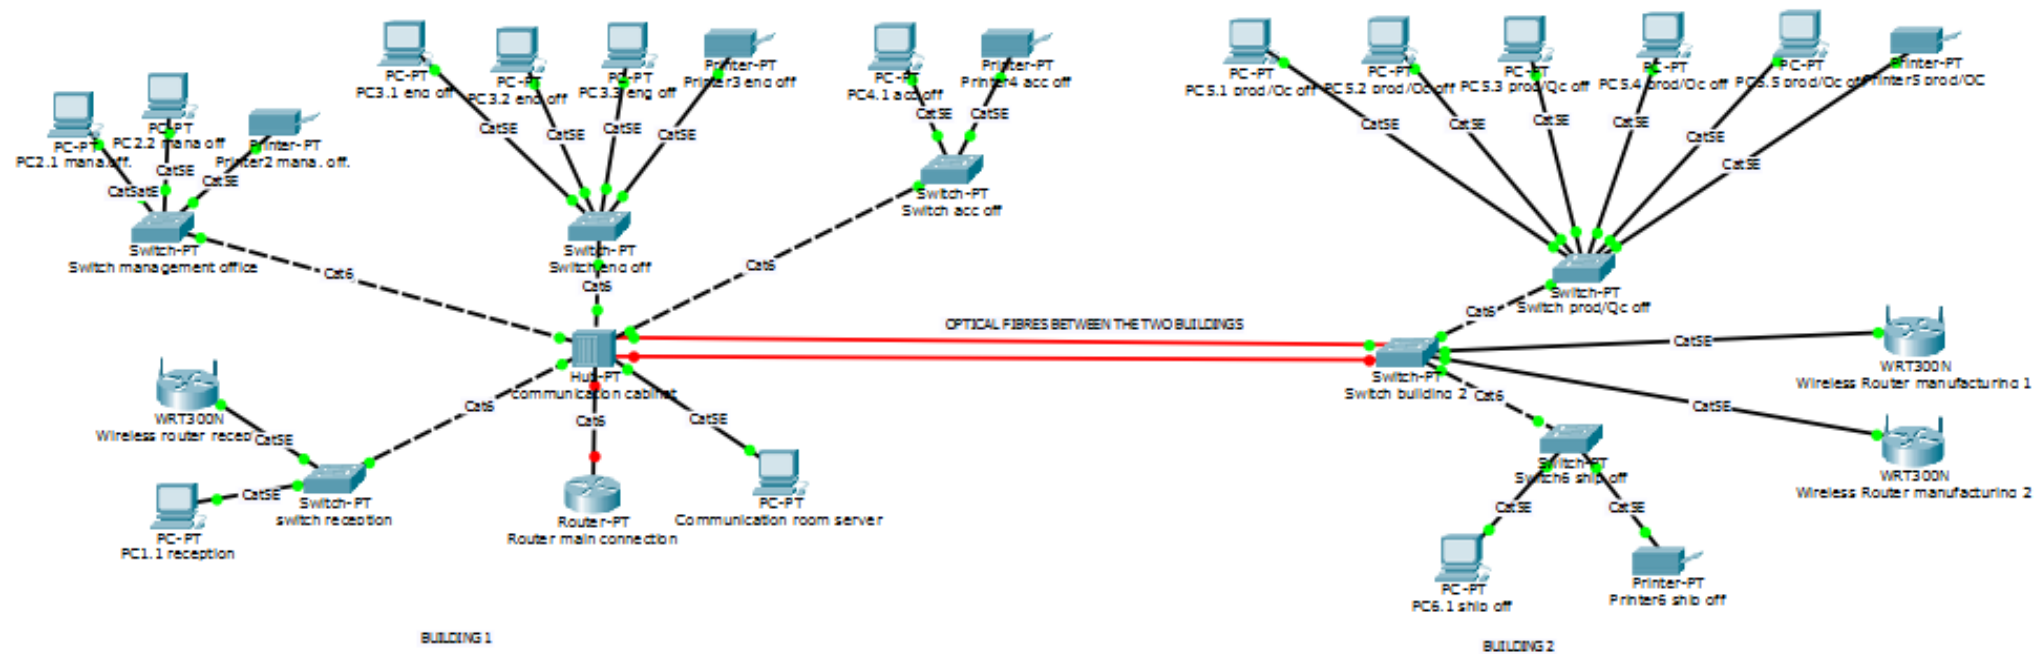 PC-PT
PC2.1 mana.off.
PC-PT
PC2.2 mana off
Printer-PT
Printer2 mana. off.
CatSE
CatSE
Switch-PT
Switch management office
Cat6
PC-PT
PC3.1 eng off
PC-PT
PC3.2 eng off
PC-PT
PC3.3 eng off
Printer-PT
Printer3 eng off
CatSE
CatSE
CatSE
CatSE
Switch-PT
Switch eng off
Cat6
PC-PT
PC4.1 acc off
Printer-PT
Printer4 acc off
CatSE
CatSE
Switch-PT
Switch acc off
Cat6
Hub-PT
communication cabinet
WRT300N
Wireless router recep
CatSE
Cat6
PC-PT
PC1.1 reception
CatSE
Switch-PT
switch reception
Cat6
Router-PT
Router main connection
CatSE
PC-PT
Communication room server
BUILDING 1
OPTICAL FIBRES BETWEEN THE TWO BUILDINGS
PC-PT
PC5.1 prod/Qc off
PC-PT
PC5.2 prod/Qc off
PC-PT
PC5.3 prod/Qc off
PC-PT
PC5.4 prod/Qc off
PC-PT
PC5.5 prod/Qc off
Printer-PT
Printer5 prod/QC
CatSE
CatSE
CatSE
CatSE
CatSE
CatSE
Switch-PT
Switch prod/Qc off
Cat6
Switch-PT
Switch building 2
CatSE
WRT300N
Wireless Router manufacturing 1
CatSE
WRT300N
Wireless Router manufacturing 2
Cat6
Switch-PT
Switch6 ship off
CatSE
CatSE
PC-PT
PC6.1 ship off
Printer-PT
Printer6 ship off
BUILDING 2